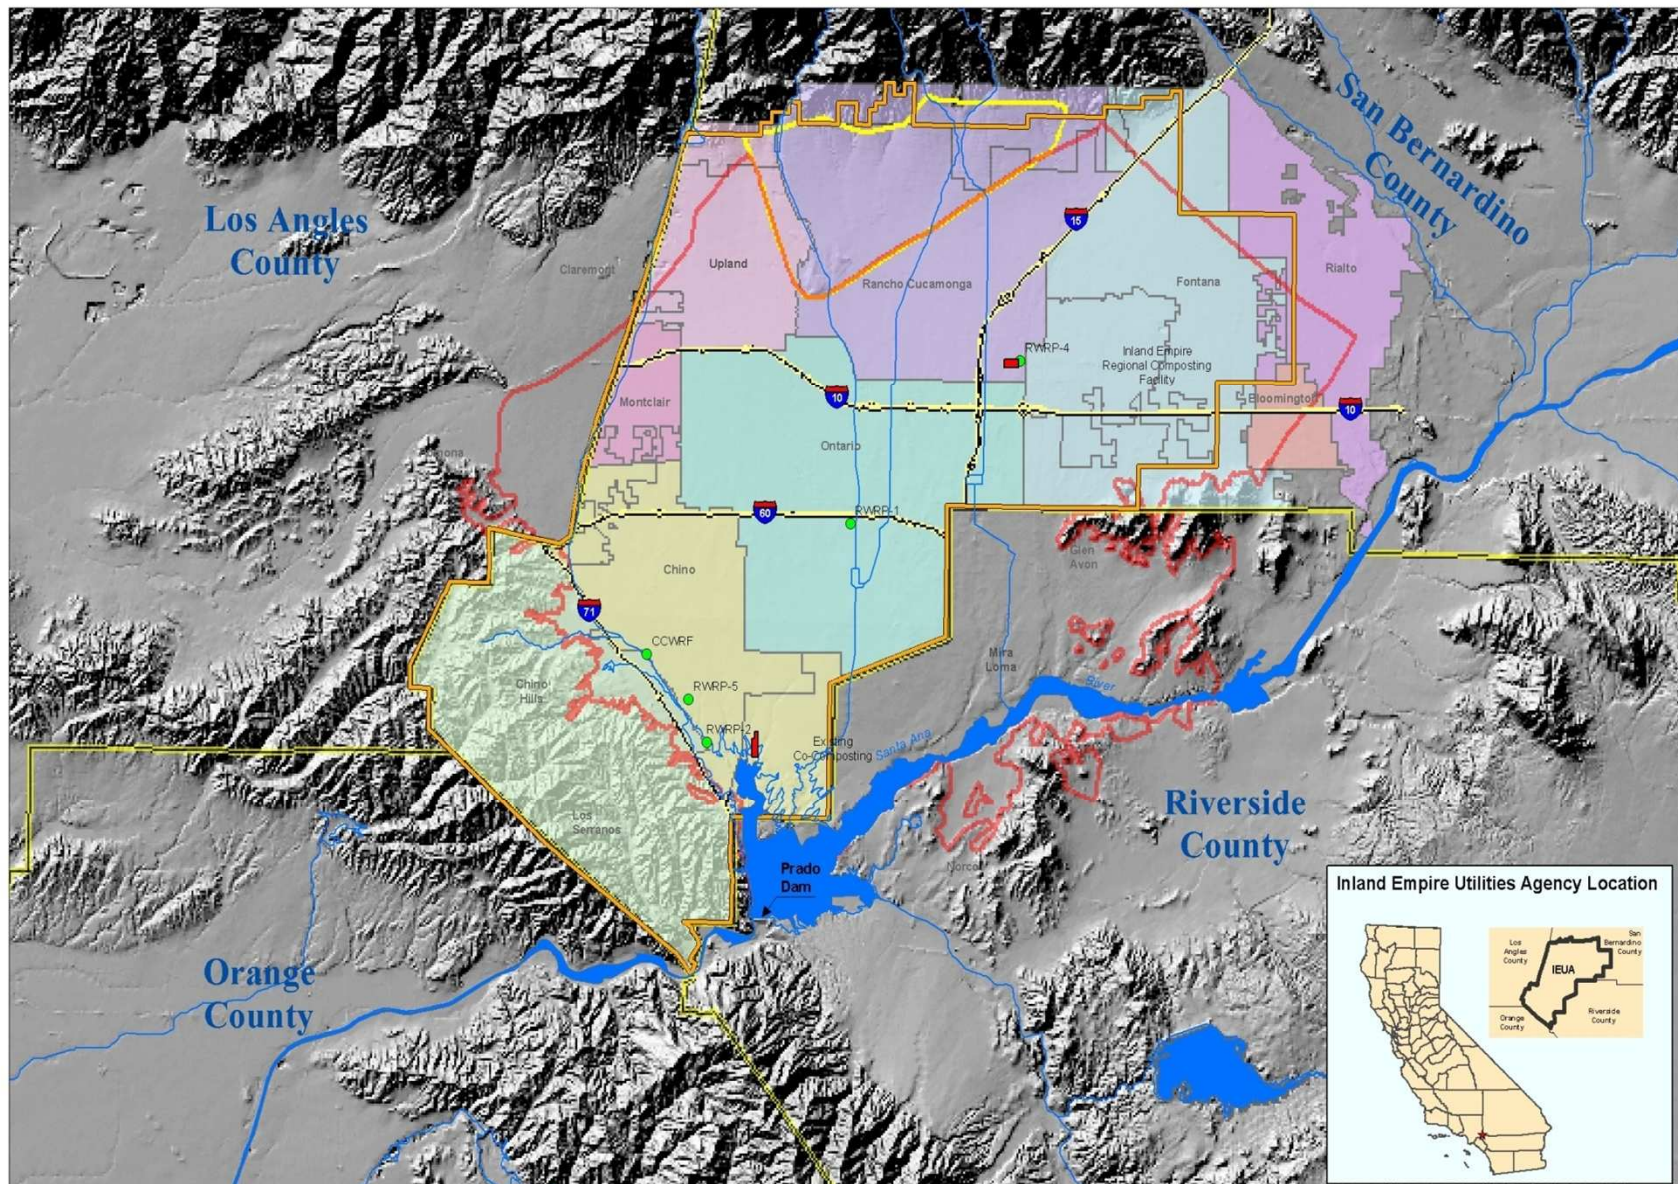 San Bernardino
County
Los Angles
County
Claremont
Upland
Rancho Cucamonga
Fontana
Rialto
15
RWRP-4
Inland Empire
Regional Composting
Facility
10
Montclair
Bloomington
10
Ontario
60
RWRP-1
Chino
Glen
Avon
71
CCWRF
Mira
Loma
Chino
Hills
RWRP-5
River
RWRP-2
Existing
Co-Composting
Santa Ana
Los
Serranos
Riverside
County
Prado
Dam
Norco
Orange
County
Inland Empire Utilities Agency Location
Los
Angles
County
San
Bernardino
County
IEUA
Orange
County
Riverside
County